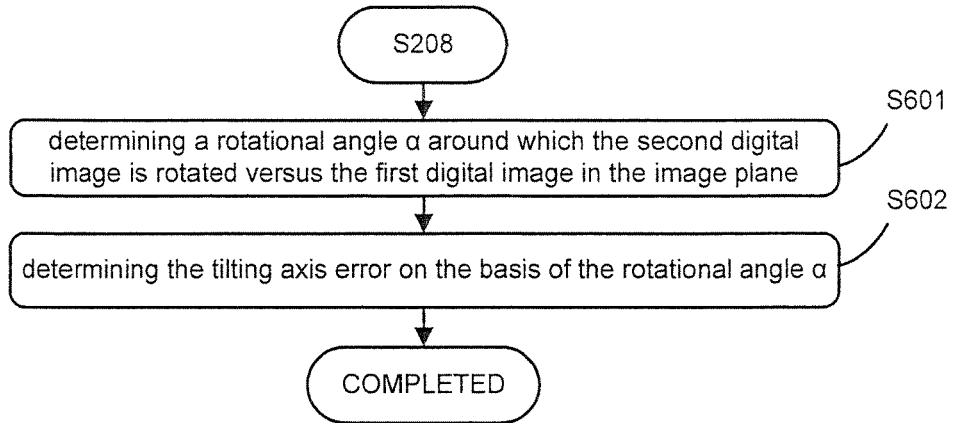 S208
S601
determining a rotational angle α around which the second digital
image is rotated versus the first digital image in the image plane
S602
determining the tilting axis error on the basis of the rotational angle α
COMPLETED